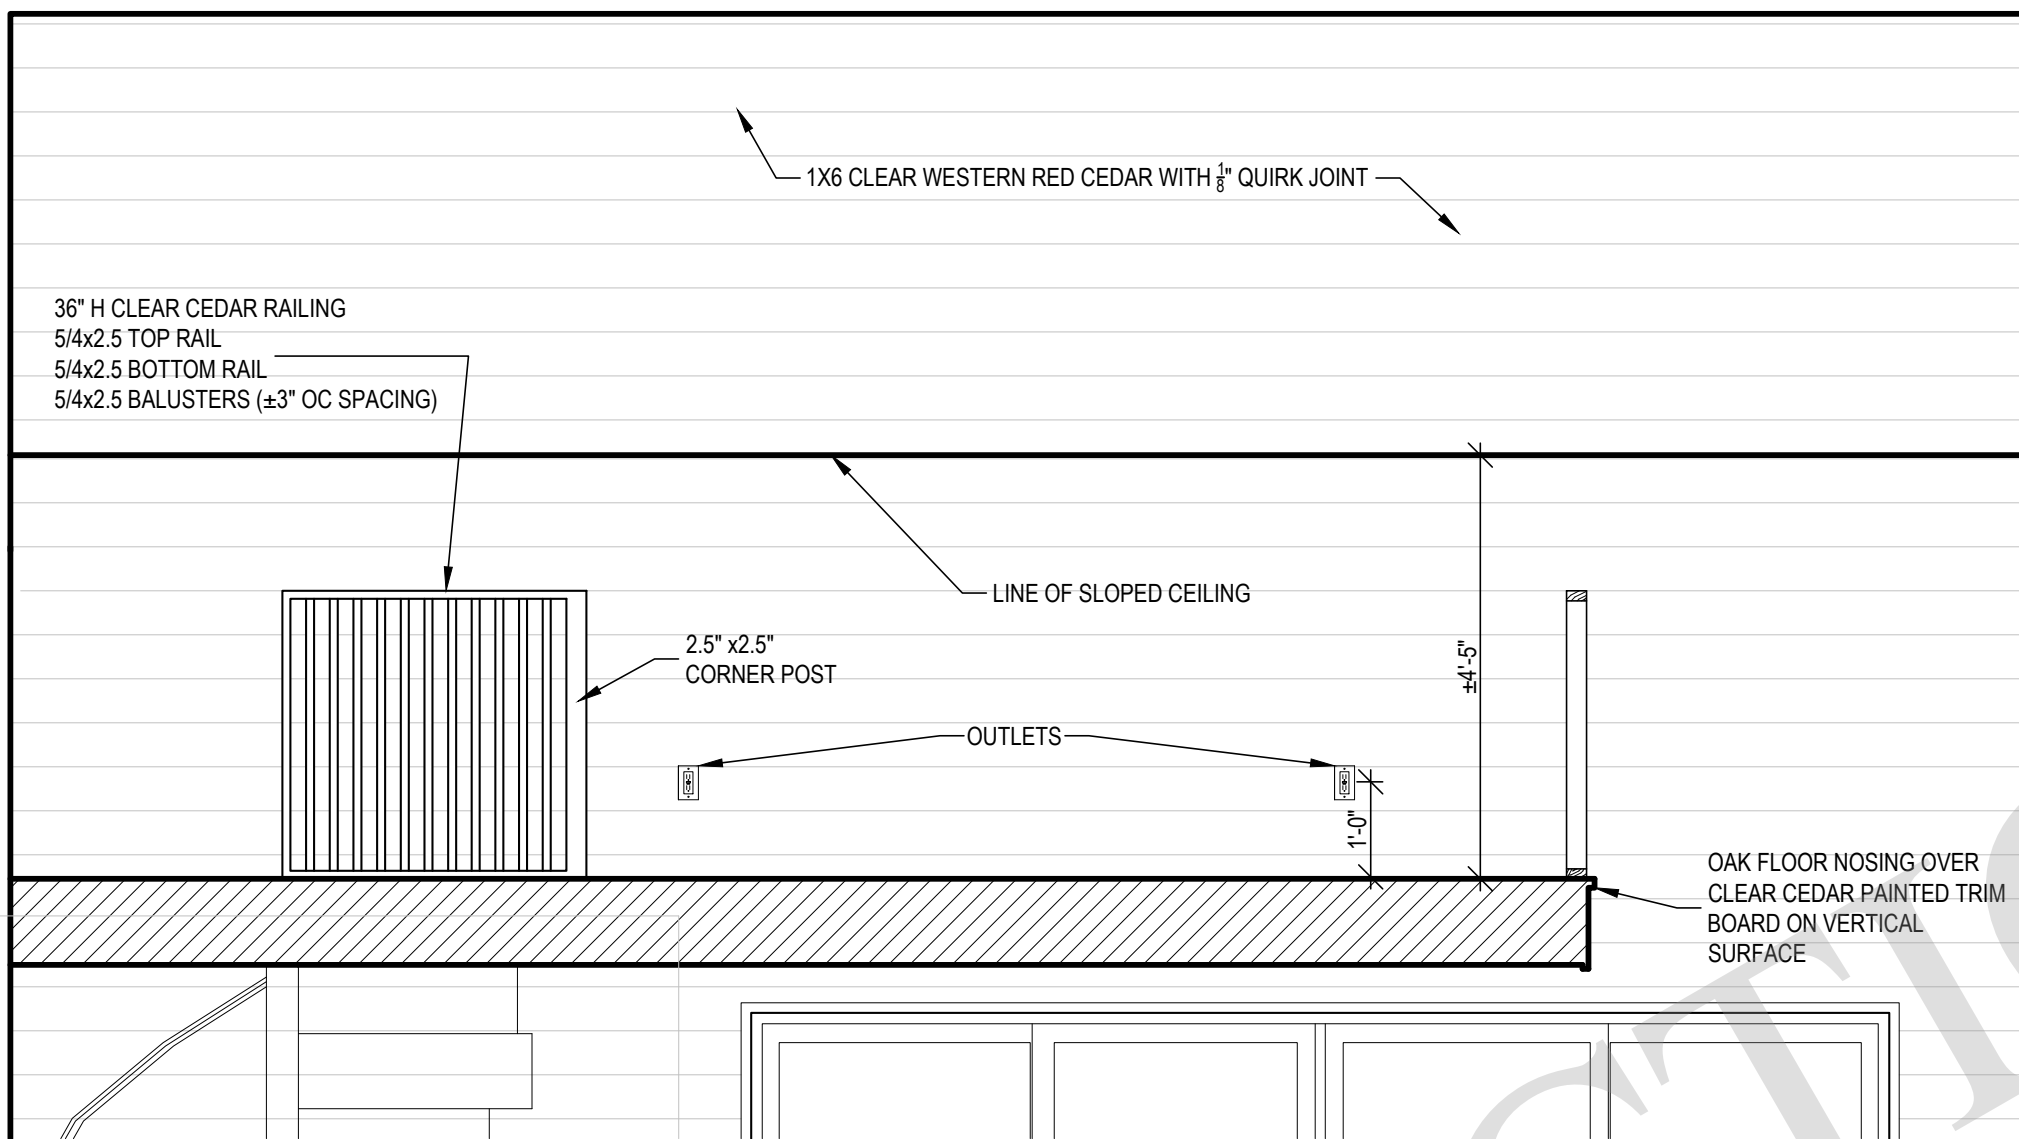 1X6 CLEAR WESTERN RED CEDAR WITH 1/8" QUIRK JOINT
36" H CLEAR CEDAR RAILING
5/4x2.5 TOP RAIL
5/4x2.5 BOTTOM RAIL
5/4x2.5 BALUSTERS (±3" OC SPACING)
LINE OF SLOPED CEILING
2.5" x2.5"
CORNER POST
±4'-5"
OUTLETS
1'-0"
OAK FLOOR NOSING OVER
CLEAR CEDAR PAINTED TRIM
BOARD ON VERTICAL
SURFACE